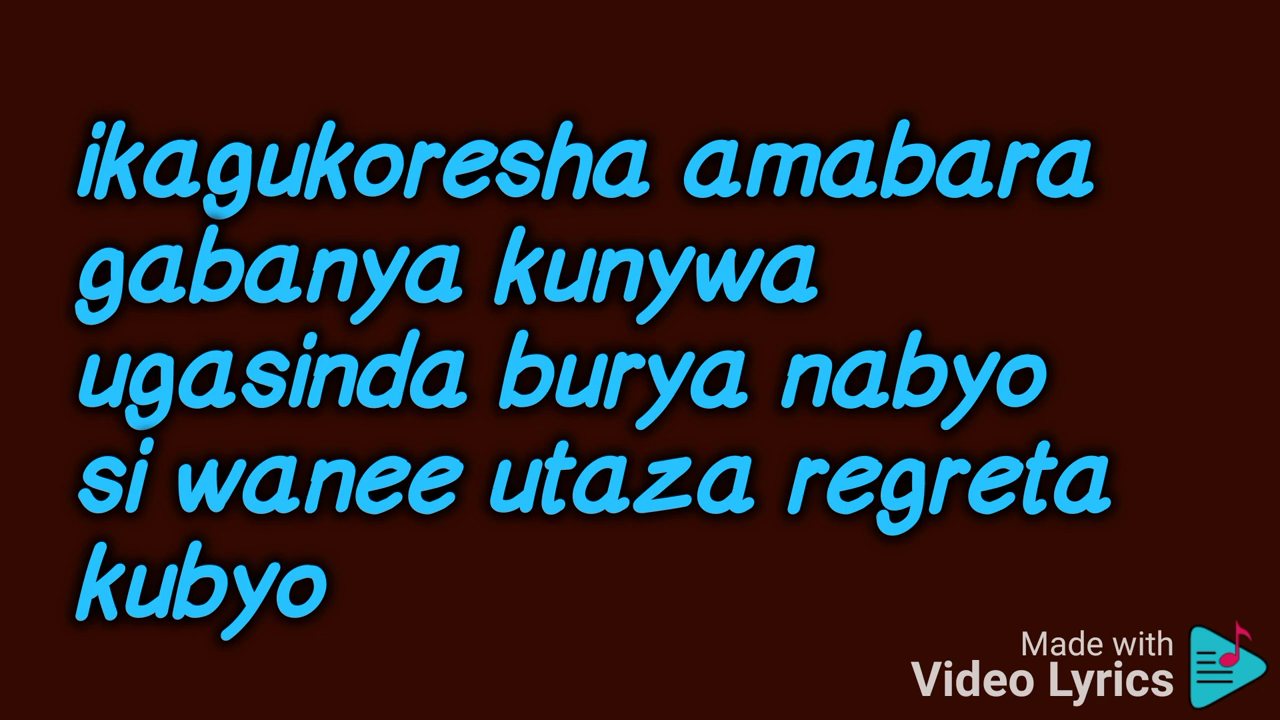 ikagukoresha amabara
gabanya kunywa
ugasinda burya nabyo
si wanee utaza regreta
kubyo
Made with
Video Lyrics